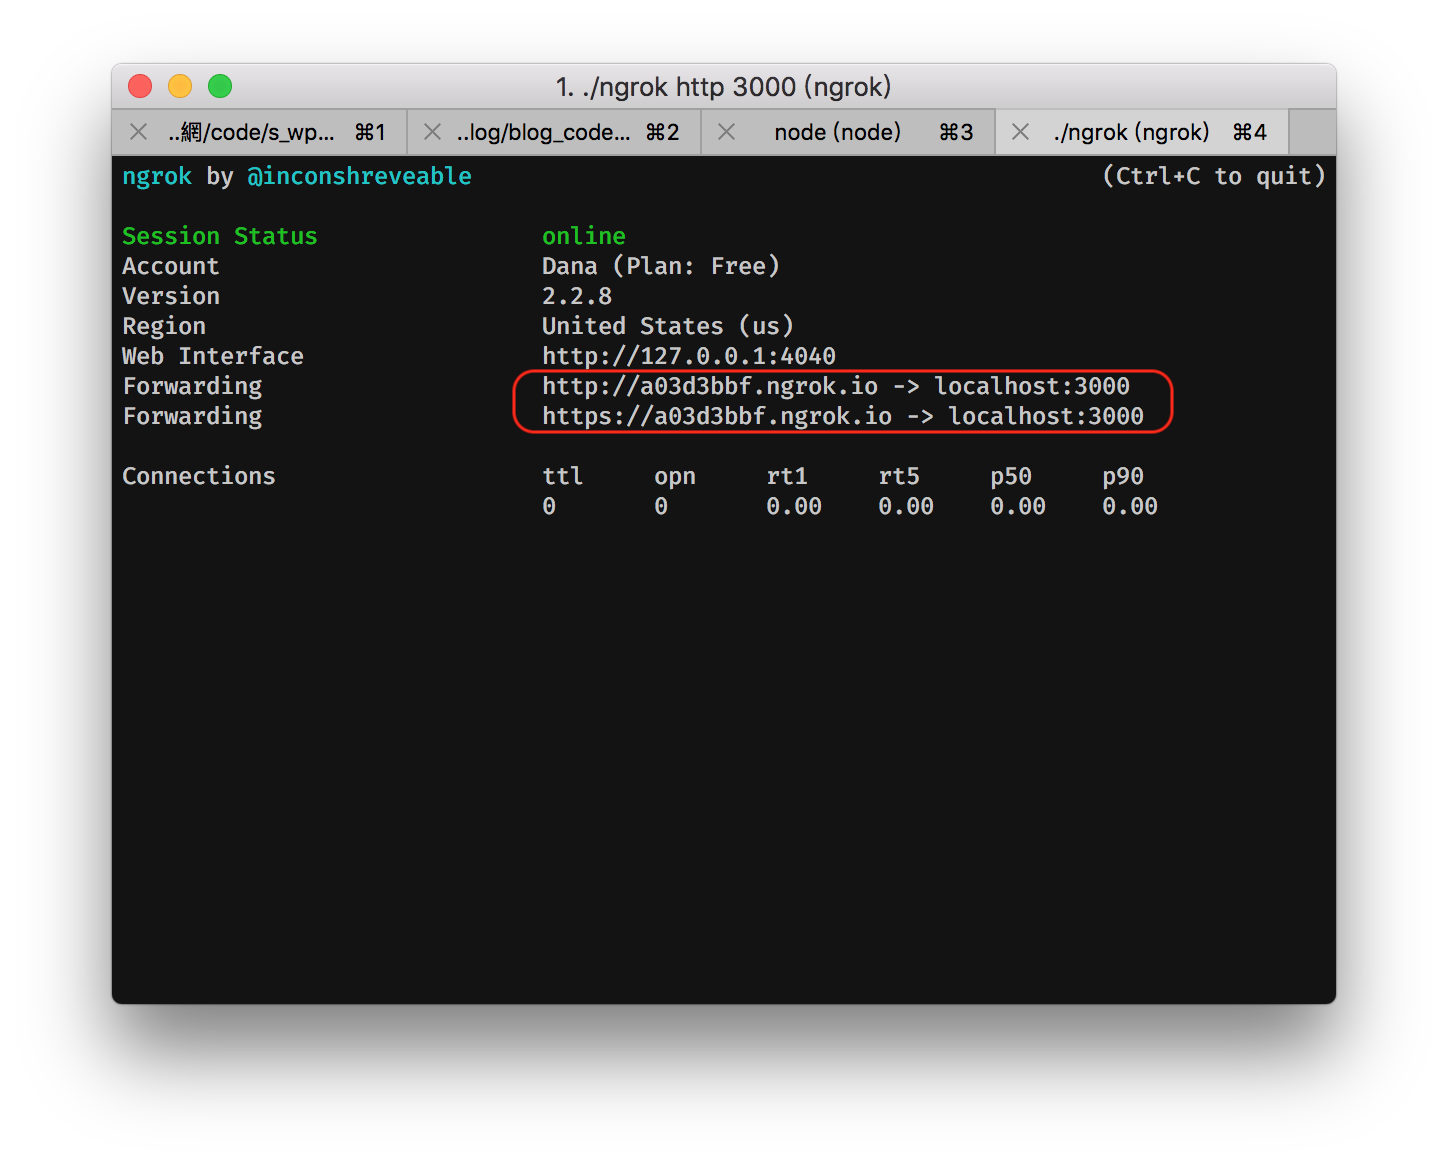 1. ./ngrok http 3000 (ngrok)
..網/code/s_wp... ⌘1 ..log/blog_code... ⌘2 node (node) ⌘3 ./ngrok (ngrok) ⌘4
ngrok by @inconshreveable (Ctrl+C to quit)
Session Status online
Account Dana (Plan: Free)
Version 2.2.8
Region United States (us)
Web Interface http://127.0.0.1:4040
Forwarding http://a03d3bbf.ngrok.io -> localhost:3000
Forwarding https://a03d3bbf.ngrok.io -> localhost:3000
Connections ttl opn rt1 rt5 p50 p90
0 0 0.00 0.00 0.00 0.00